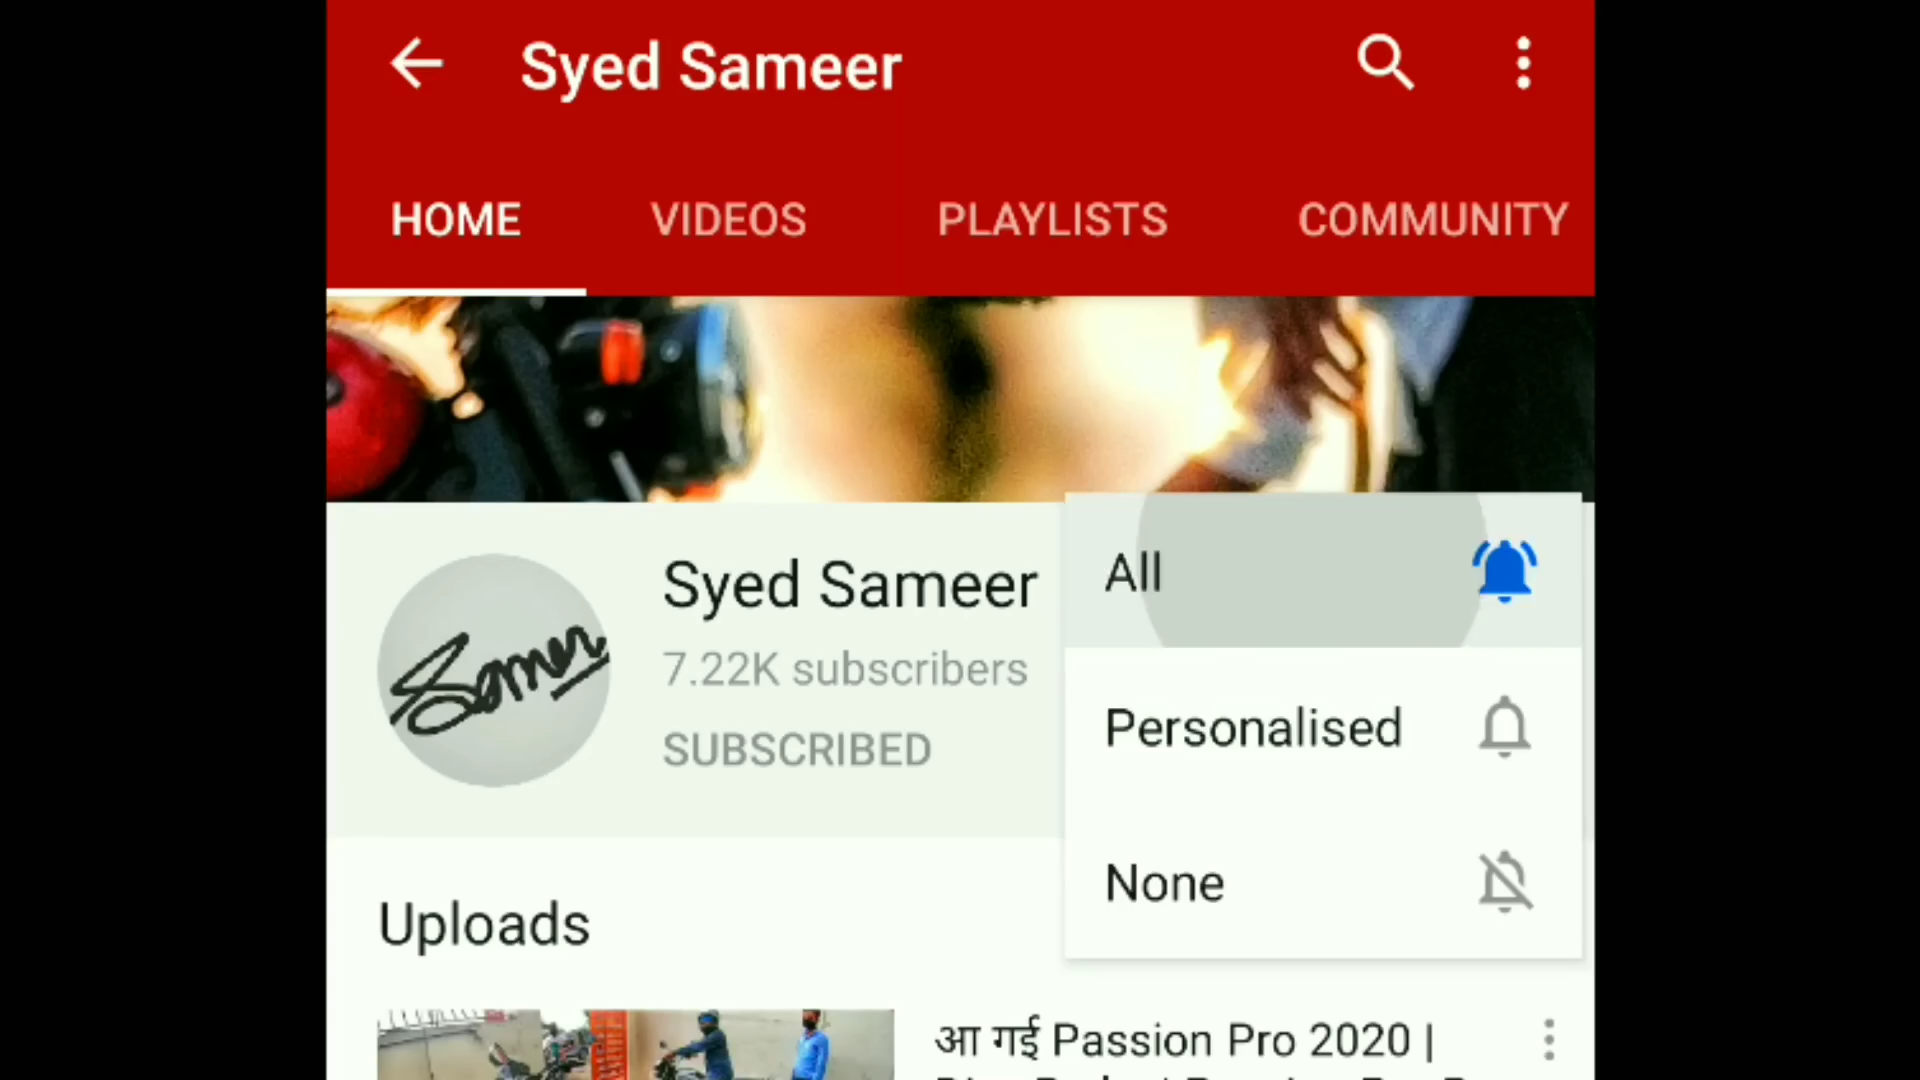 Syed Sameer
HOME VIDEOS PLAYLISTS COMMUNITY
Syed Sameer
7.22K subscribers
SUBSCRIBED
Samer
All
Personalised
None
Uploads
आ गई Passion Pro 2020 |